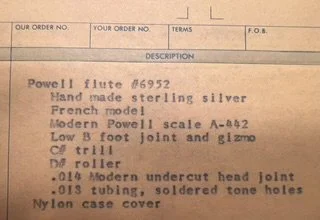 OUR ORDER NO. YOUR ORDER NO. TERMS F.O.B.
DESCRIPTION
Powell flute #6952
Hand made sterling silver
French model
Modern Powell scale A-442
Low B foot joint and gizmo
C# trill
D# roller
.014 Modern undercut head joint
.013 tubing, soldered tone holes
Nylon case cover